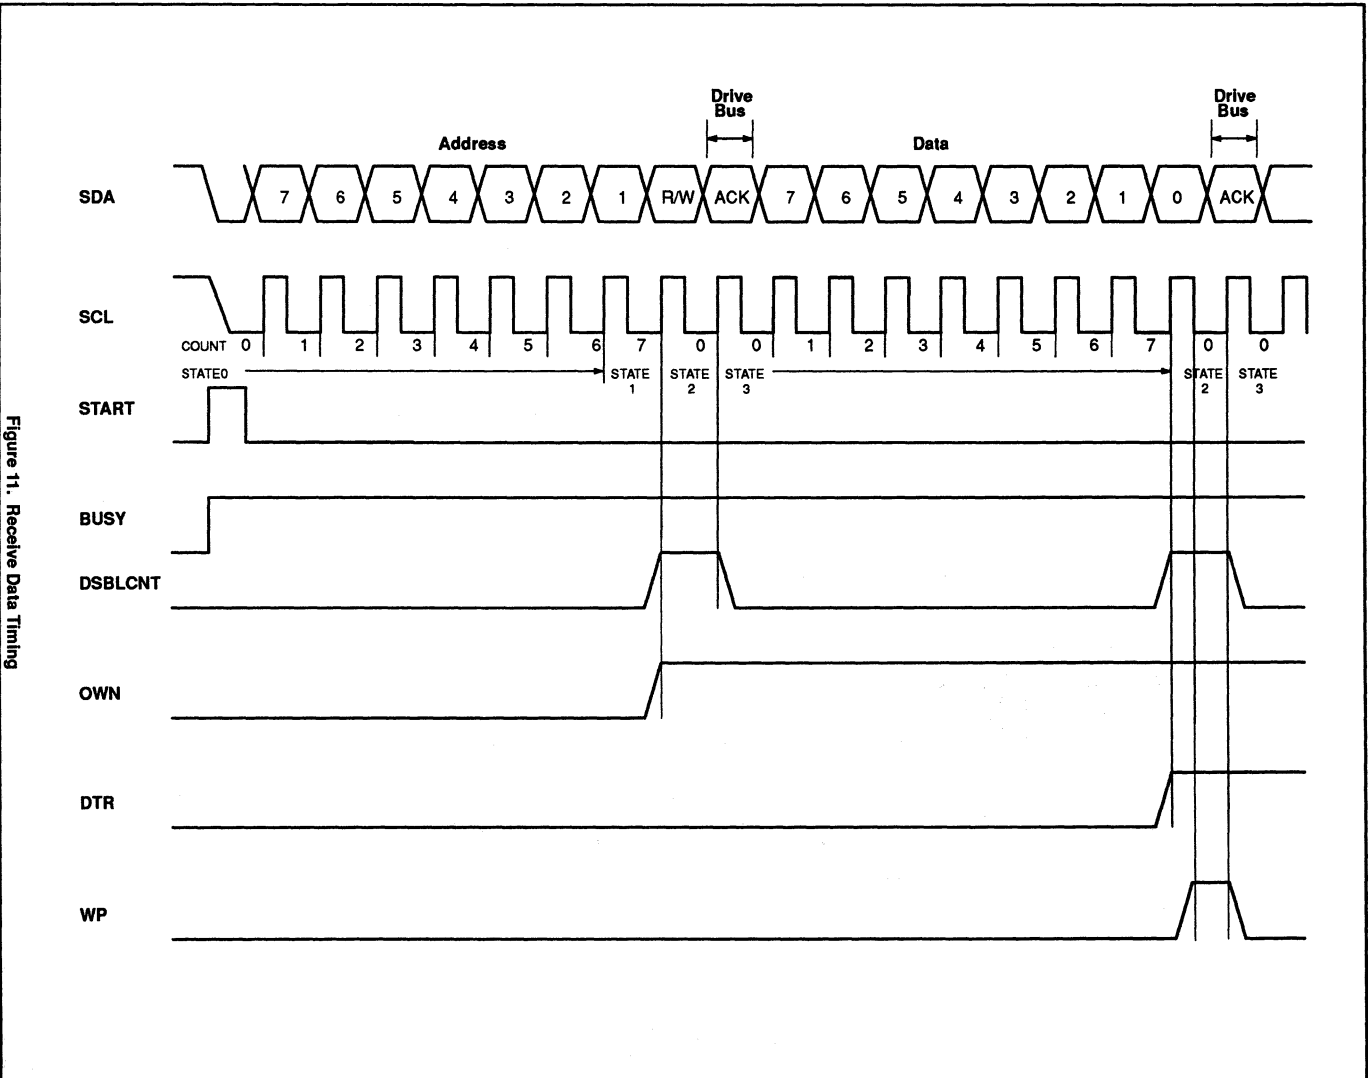 Drive
Bus
Drive
Bus
Address
Data
SDA
7 6 5 4 3 2 1 R/W ACK 7 6 5 4 3 2 1 0 ACK
SCL
COUNT 0 1 2 3 4 5 6 7 0 0 1 2 3 4 5 6 7 0 0
STATE0 STATE 1 STATE 2 STATE 3 STATE 2 STATE 3
START
BUSY
DSBLCNT
OWN
DTR
WP
Figure 11. Receive Data Timing